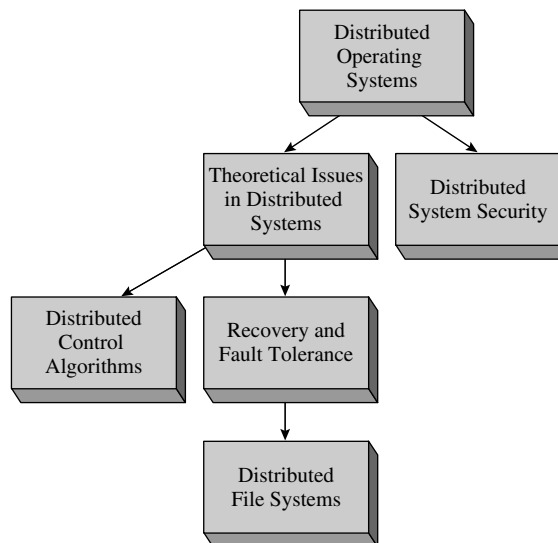 Distributed
Operating
Systems
Theoretical Issues
in Distributed
Systems
Distributed
System Security
Distributed
Control
Algorithms
Recovery and
Fault Tolerance
Distributed
File Systems